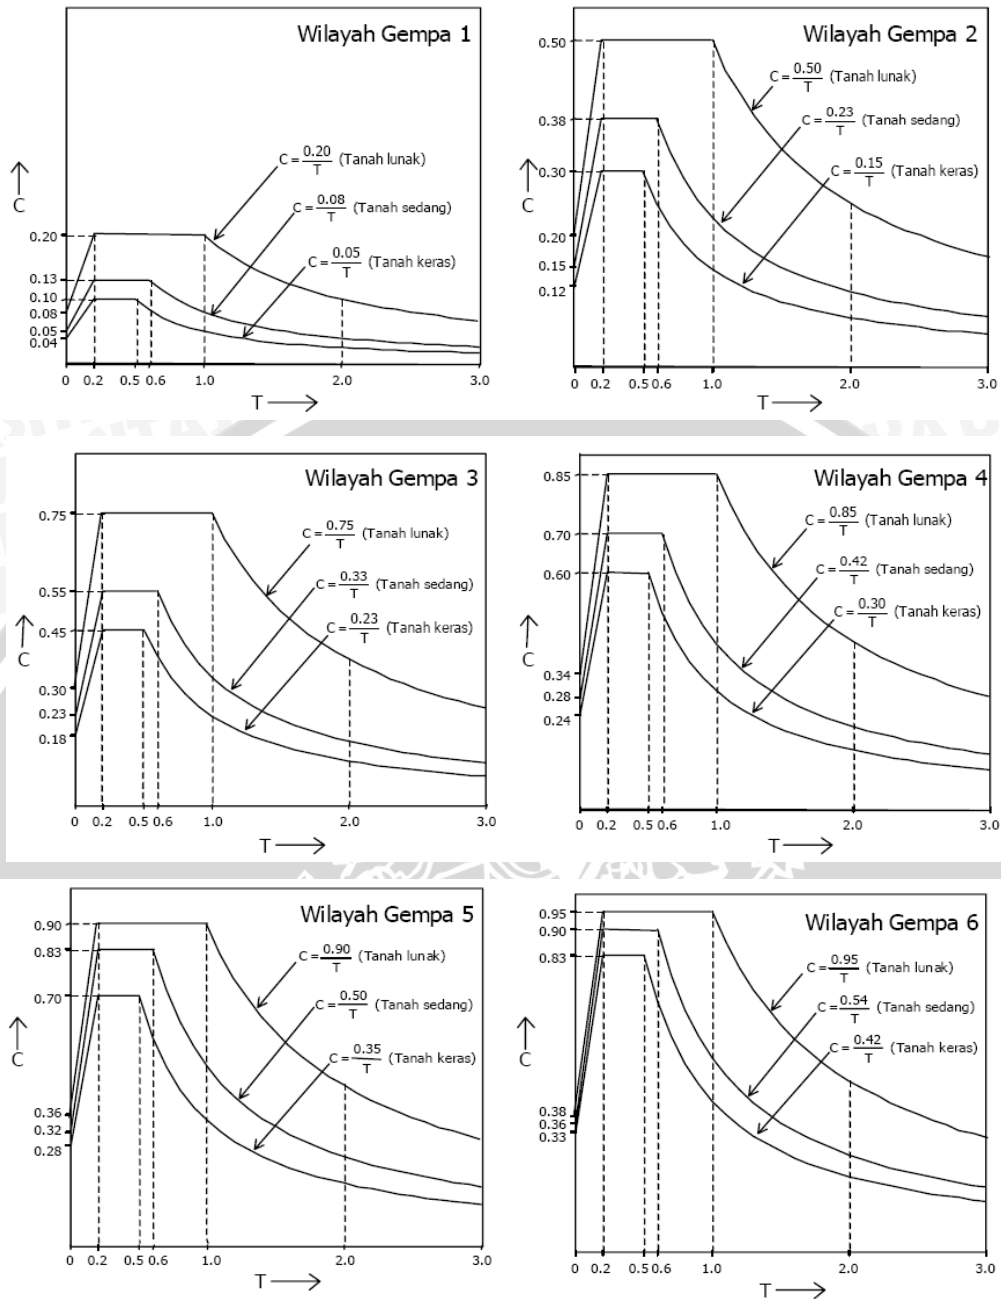 Wilayah Gempa 1
C = 0.20/T (Tanah lunak)
C = 0.08/T (Tanah sedang)
C = 0.05/T (Tanah keras)
C
0.20
0.13
0.10
0.08
0.05
0.04
0 0.2 0.5 0.6 1.0 2.0 3.0
T
Wilayah Gempa 2
C = 0.50/T (Tanah lunak)
C = 0.23/T (Tanah sedang)
C = 0.15/T (Tanah keras)
C
0.50
0.38
0.30
0.20
0.15
0.12
0 0.2 0.5 0.6 1.0 2.0 3.0
T
Wilayah Gempa 3
C = 0.75/T (Tanah lunak)
C = 0.33/T (Tanah sedang)
C = 0.23/T (Tanah keras)
C
0.75
0.55
0.45
0.30
0.23
0.18
0 0.2 0.5 0.6 1.0 2.0 3.0
T
Wilayah Gempa 4
C = 0.85/T (Tanah lunak)
C = 0.42/T (Tanah sedang)
C = 0.30/T (Tanah keras)
C
0.85
0.70
0.60
0.34
0.28
0.24
0 0.2 0.5 0.6 1.0 2.0 3.0
T
Wilayah Gempa 5
C = 0.90/T (Tanah lunak)
C = 0.50/T (Tanah sedang)
C = 0.35/T (Tanah keras)
C
0.90
0.83
0.70
0.36
0.32
0.28
0 0.2 0.5 0.6 1.0 2.0 3.0
T
Wilayah Gempa 6
C = 0.95/T (Tanah lunak)
C = 0.54/T (Tanah sedang)
C = 0.42/T (Tanah keras)
C
0.95
0.90
0.83
0.38
0.36
0.33
0 0.2 0.5 0.6 1.0 2.0 3.0
T